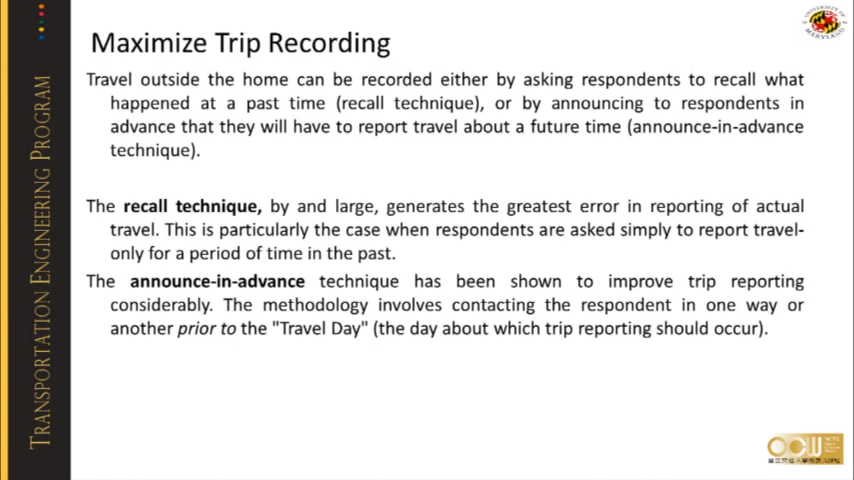 Maximize Trip Recording
Travel outside the home can be recorded either by asking respondents to recall what
happened at a past time (recall technique), or by announcing to respondents in
advance that they will have to report travel about a future time (announce-in-advance
technique).
The recall technique, by and large, generates the greatest error in reporting of actual
travel. This is particularly the case when respondents are asked simply to report travel-
only for a period of time in the past.
The announce-in-advance technique has been shown to improve trip reporting
considerably. The methodology involves contacting the respondent in one way or
another prior to the "Travel Day" (the day about which trip reporting should occur).
TRANSPORTATION ENGINEERING PROGRAM
UNIVERSITY OF
MARYLAND
OCW